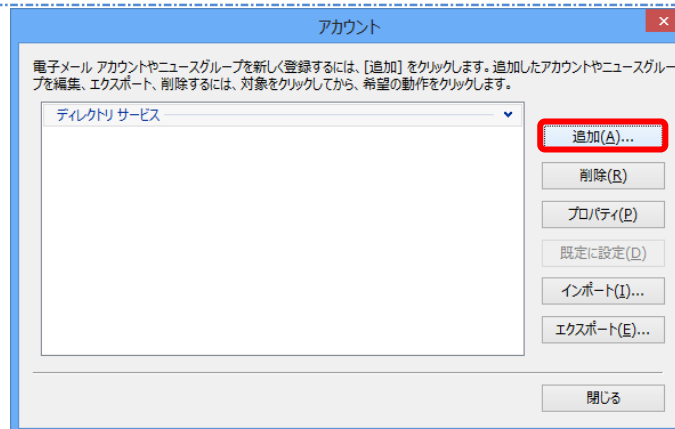 アカウント
電子メール アカウントやニュースグループを新しく登録するには、[追加] をクリックします。追加したアカウントやニュースグルー
プを編集、エクスポート、削除するには、対象をクリックしてから、希望の動作をクリックします。
ディレクトリ サービス
追加(A)...
削除(R)
プロパティ(P)
既定に設定(D)
インポート(I)...
エクスポート(E)...
閉じる